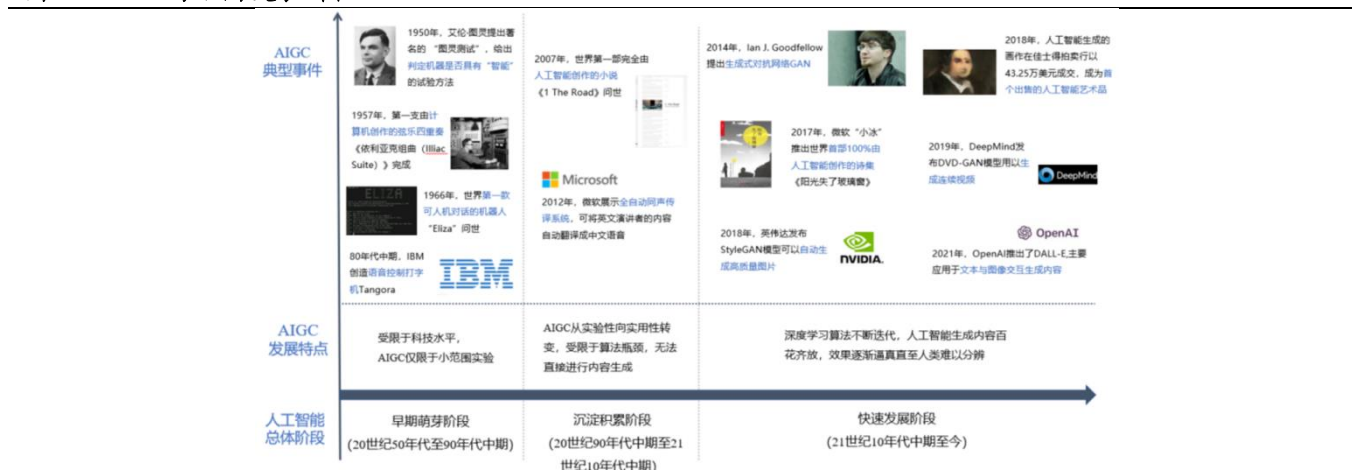 AIGC
典型事件
1950年，艾伦·图灵提出著
名的“图灵测试”，给出
判定机器是否具有“智能”
的试验方法
1957年，第一支由计
算机创作的弦乐四重奏
《依利亚克组曲（Illiac
Suite）》完成
ELIZA
1966年，世界第一款
可人机对话的机器人
“Eliza”问世
80年代中期，IBM
创造语音控制打字
机Tangora
IBM
2007年，世界第一部完全由
人工智能创作的小说
《1 The Road》问世
Microsoft
2012年，微软展示全自动同声传
译系统，可将英文演讲者的内容
自动翻译成中文语音
2014年，Ian J. Goodfellow
提出生成式对抗网络GAN
2018年，人工智能生成的
画作在佳士得拍卖行以
43.25万美元成交，成为首
个出售的人工智能艺术品
2017年，微软“小冰”
推出世界首部100%由
人工智能创作的诗集
《阳光失了玻璃窗》
2019年，DeepMind发
布DVD-GAN模型用以生
成连续视频
DeepMind
2018年，英伟达发布
StyleGAN模型可以自动生
成高质量图片
NVIDIA.
OpenAI
2021年，OpenAI推出了DALL-E,主要
应用于文本与图像交互生成内容
AIGC
发展特点
受限于科技水平，
AIGC仅限于小范围实验
AIGC从实验性向实用性转
变，受限于算法瓶颈，无法
直接进行内容生成
深度学习算法不断迭代，人工智能生成内容百
花齐放，效果逐渐逼真直至人类难以分辨
人工智能
总体阶段
早期萌芽阶段
(20世纪50年代至90年代中期)
沉淀积累阶段
(20世纪90年代中期至21
世纪10年代中期)
快速发展阶段
(21世纪10年代中期至今)